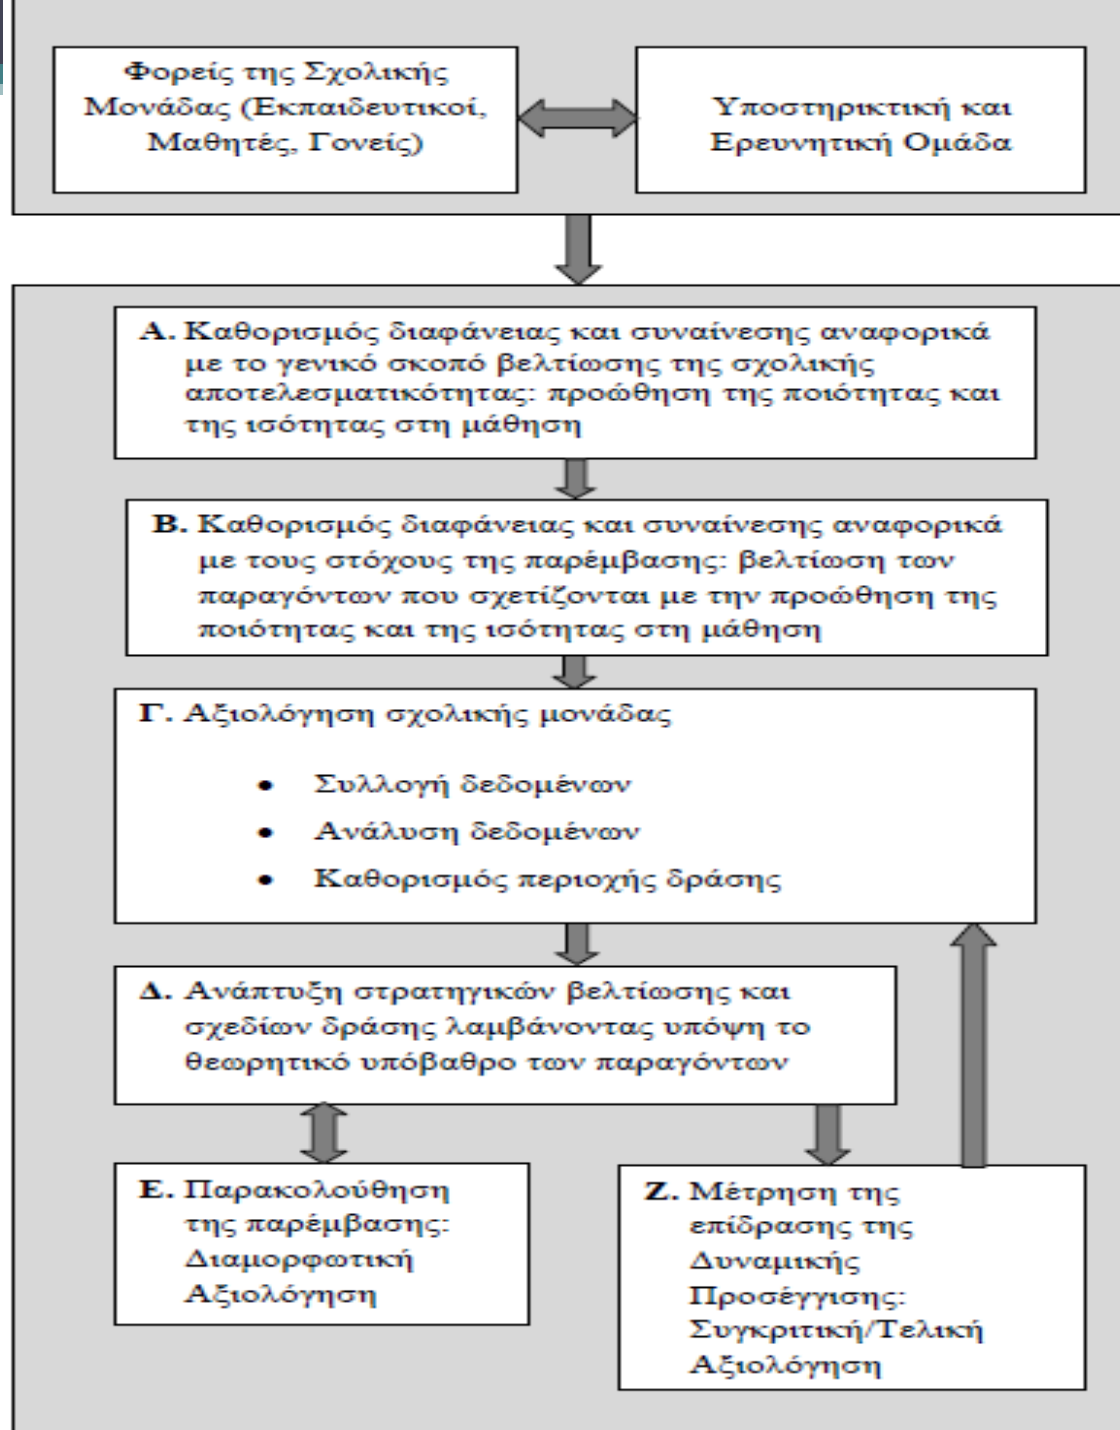 Φορείς της Σχολικής
Μονάδας (Εκπαιδευτικοί,
Μαθητές, Γονείς)
Υποστηρικτική και
Ερευνητική Ομάδα
Α. Καθορισμός διαφάνειας και συναίνεσης αναφορικά
με το γενικό σκοπό βελτίωσης της σχολικής
αποτελεσματικότητας: προώθηση της ποιότητας και
της ισότητας στη μάθηση
Β. Καθορισμός διαφάνειας και συναίνεσης αναφορικά
με τους στόχους της παρέμβασης: βελτίωση των
παραγόντων που σχετίζονται με την προώθηση της
ποιότητας και της ισότητας στη μάθηση
Γ. Αξιολόγηση σχολικής μονάδας
• Συλλογή δεδομένων
• Ανάλυση δεδομένων
• Καθορισμός περιοχής δράσης
Δ. Ανάπτυξη στρατηγικών βελτίωσης και
σχεδίων δράσης λαμβάνοντας υπόψη το
θεωρητικό υπόβαθρο των παραγόντων
Ε. Παρακολούθηση
της παρέμβασης:
Διαμορφωτική
Αξιολόγηση
Ζ. Μέτρηση της
επίδρασης της
Δυναμικής
Προσέγγισης:
Συγκριτική/Τελική
Αξιολόγηση